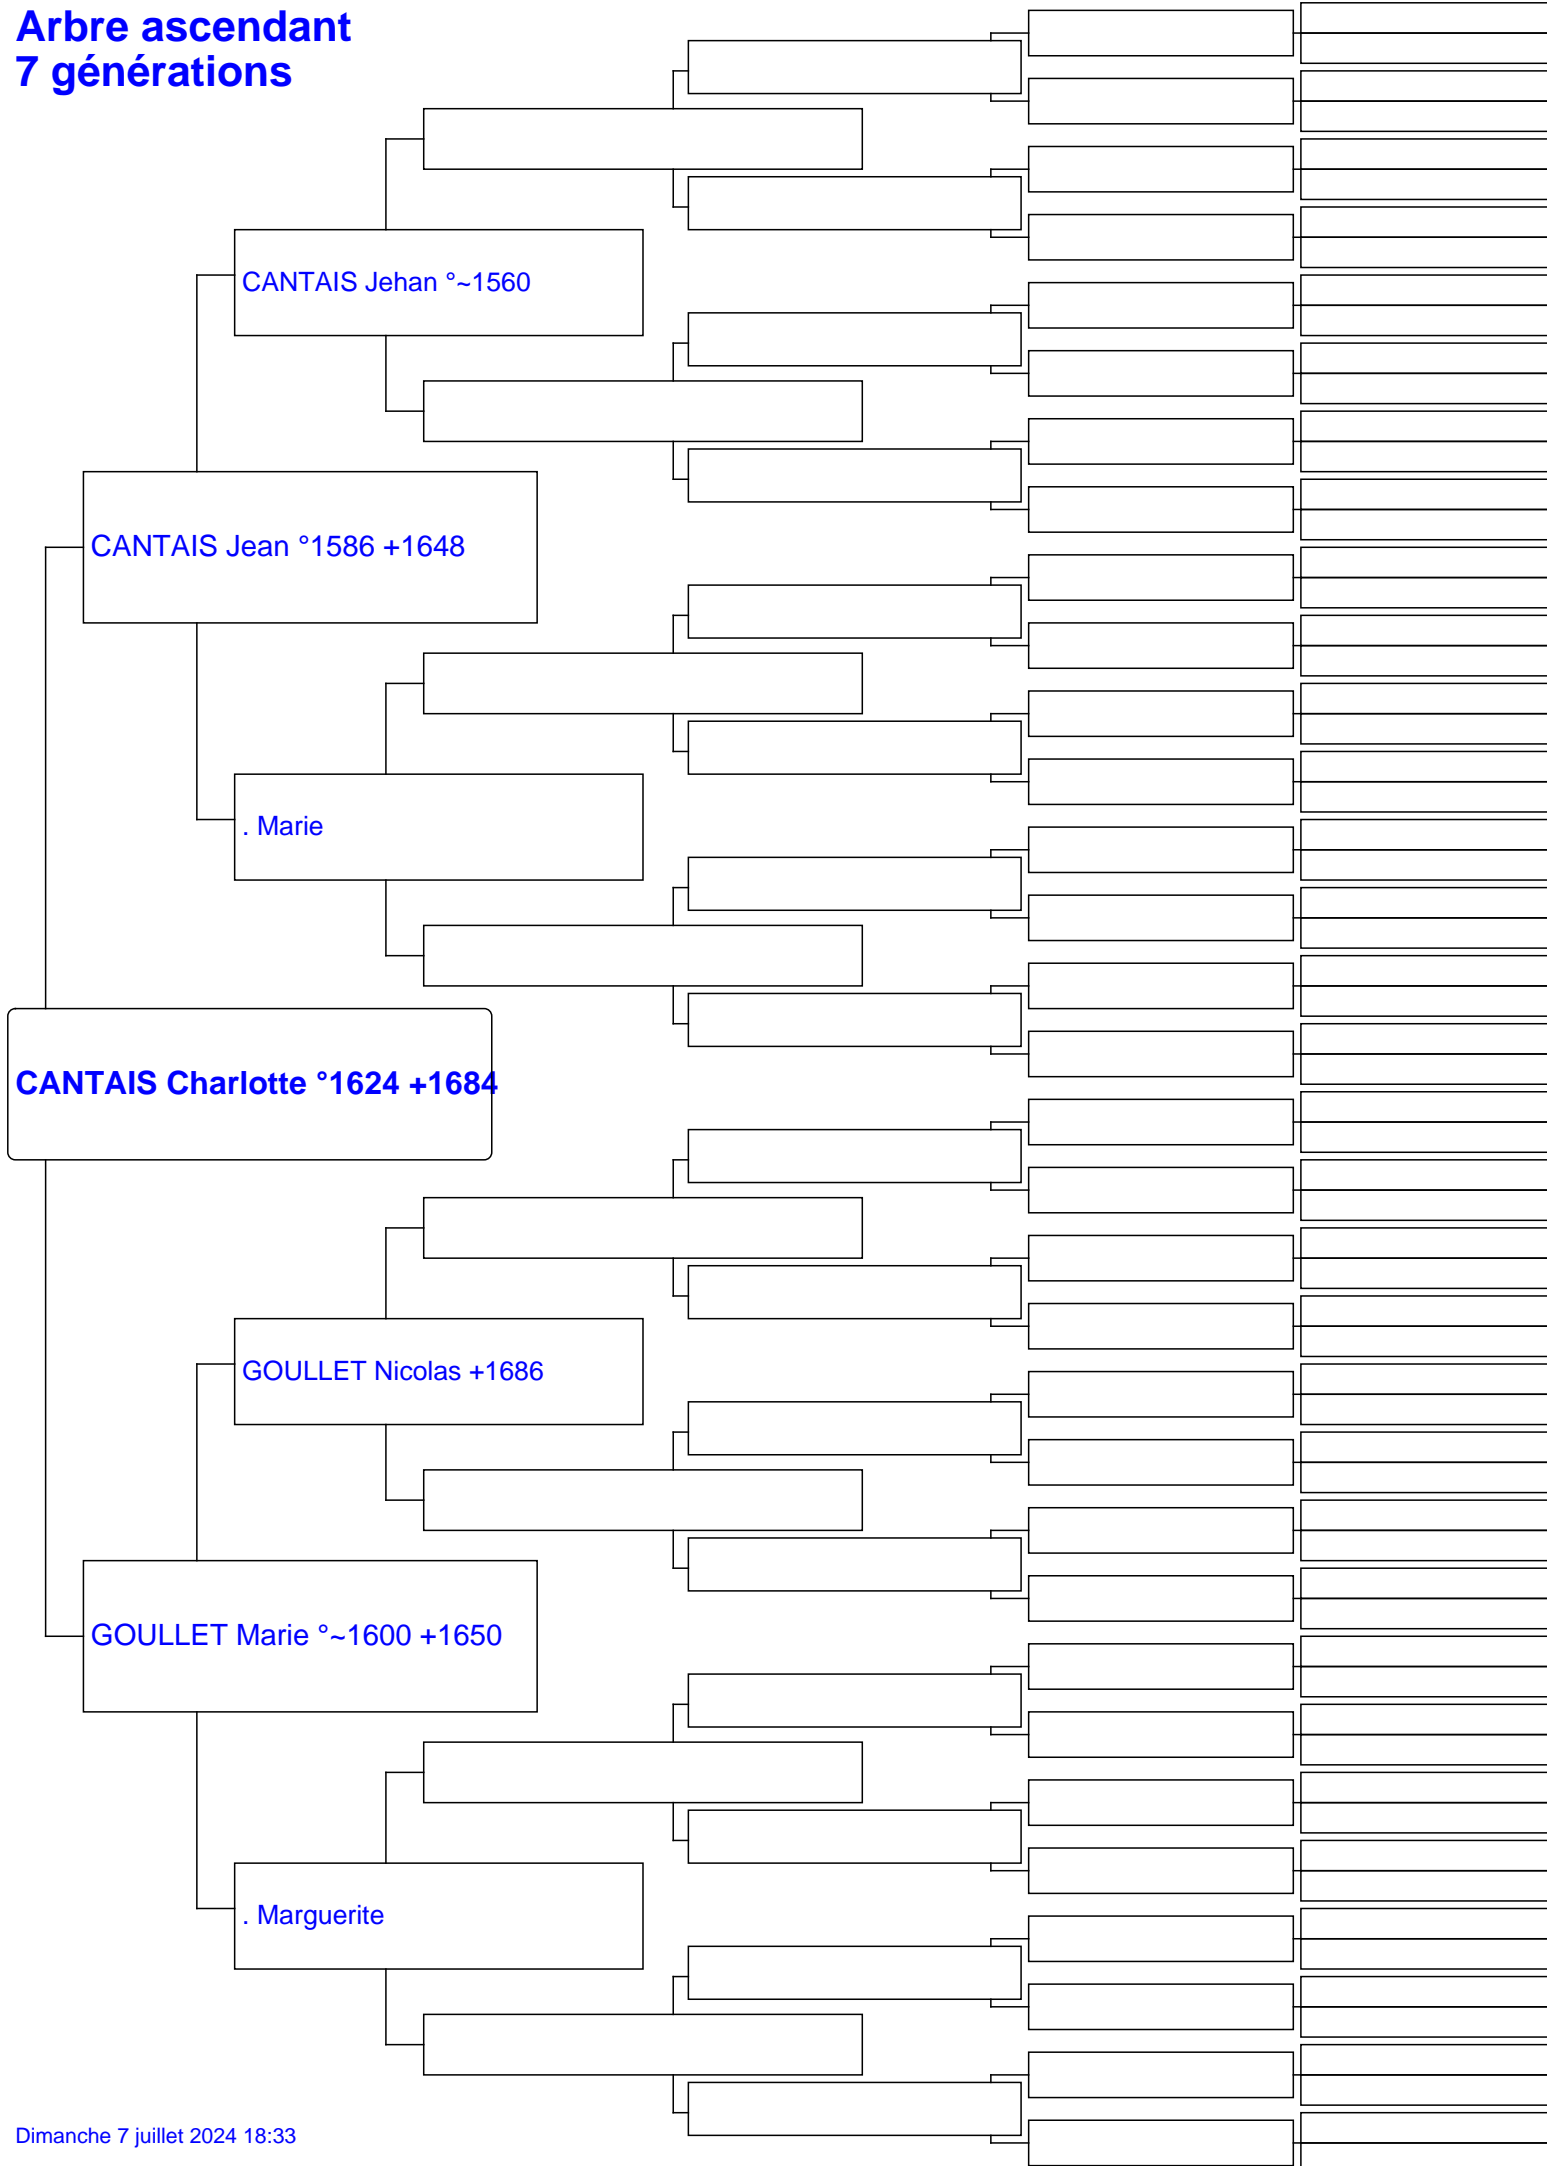 Arbre ascendant
7 générations
CANTAIS Jehan °~1560
CANTAIS Jean °1586 +1648
. Marie
CANTAIS Charlotte °1624 +1684
GOULLET Nicolas +1686
GOULLET Marie °~1600 +1650
. Marguerite
Dimanche 7 juillet 2024 18:33